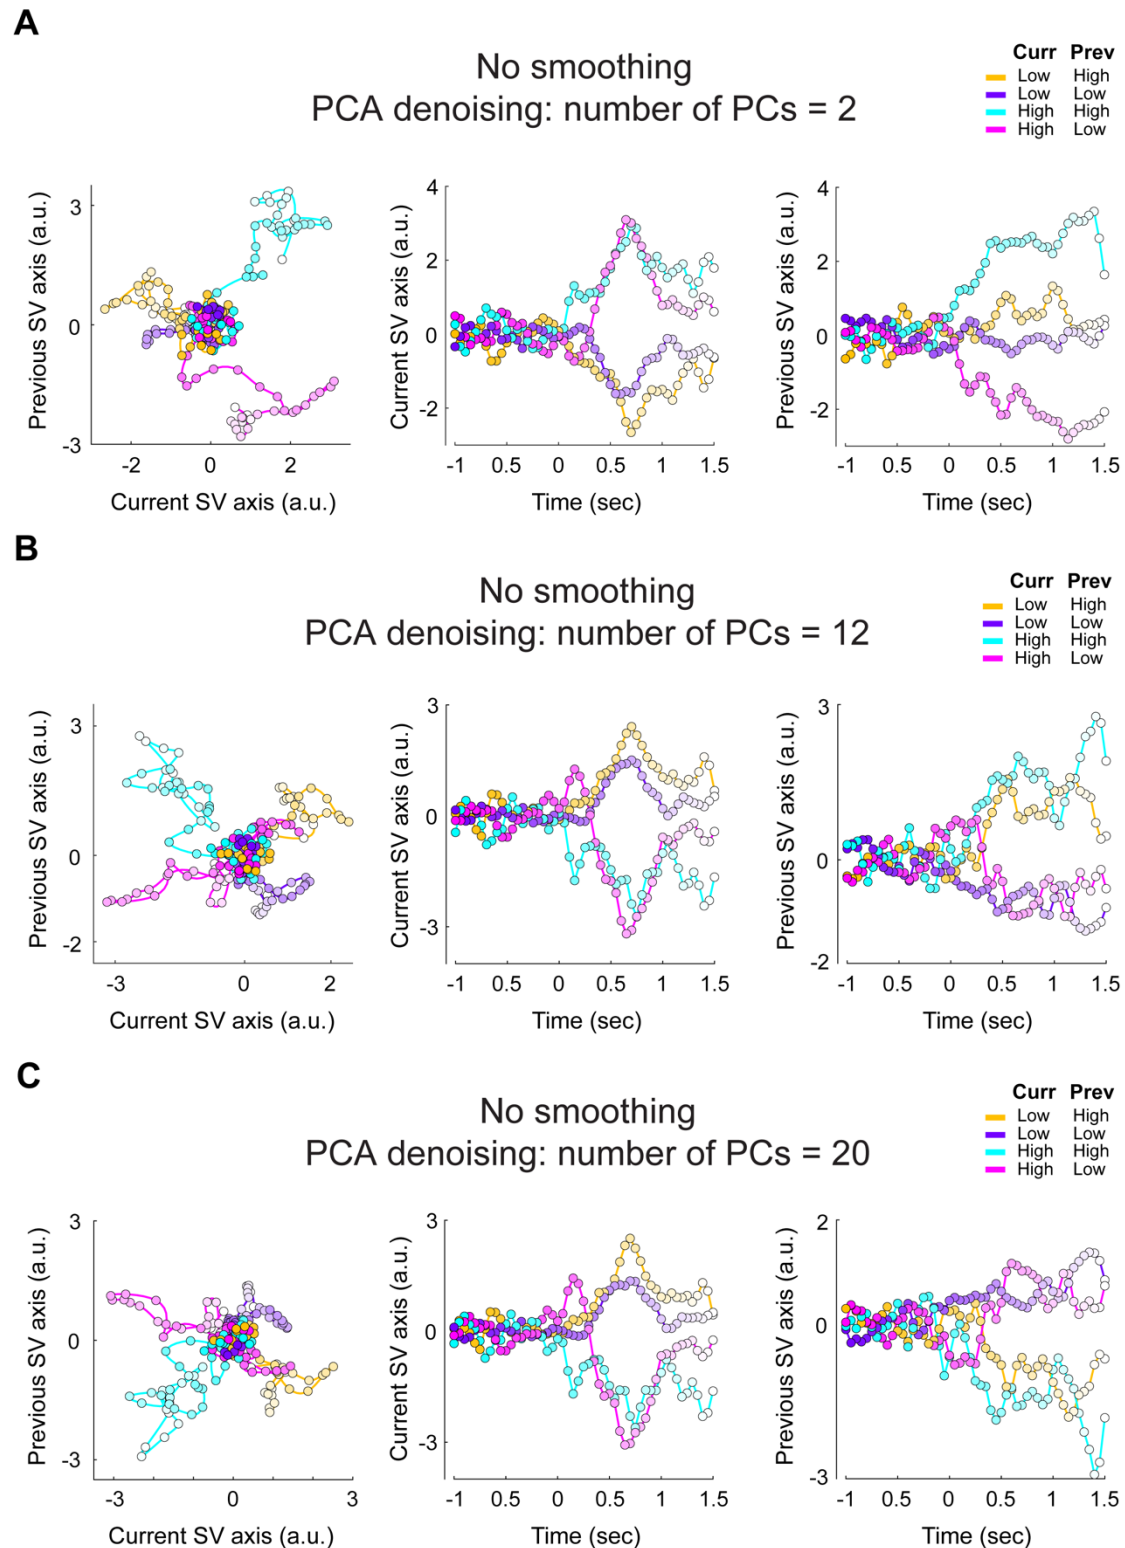 A
No smoothing
PCA denoising: number of PCs = 2
Curr Prev
Low High
Low Low
High High
High Low
Previous SV axis (a.u.)
3
0
-3
-2 0 2
Current SV axis (a.u.)
Current SV axis (a.u.)
4
2
0
-2
-1 0.5 0 0.5 1 1.5
Time (sec)
Previous SV axis (a.u.)
4
2
0
-2
-1 0.5 0 0.5 1 1.5
Time (sec)
B
No smoothing
PCA denoising: number of PCs = 12
Curr Prev
Low High
Low Low
High High
High Low
Previous SV axis (a.u.)
3
0
-2
-3 0 2
Current SV axis (a.u.)
Current SV axis (a.u.)
3
0
-3
-1 0.5 0 0.5 1 1.5
Time (sec)
Previous SV axis (a.u.)
3
0
-2
-1 0.5 0 0.5 1 1.5
Time (sec)
C
No smoothing
PCA denoising: number of PCs = 20
Curr Prev
Low High
Low Low
High High
High Low
Previous SV axis (a.u.)
3
0
-3
-3 0 3
Current SV axis (a.u.)
Current SV axis (a.u.)
3
0
-3
-1 0.5 0 0.5 1 1.5
Time (sec)
Previous SV axis (a.u.)
2
0
-3
-1 0.5 0 0.5 1 1.5
Time (sec)